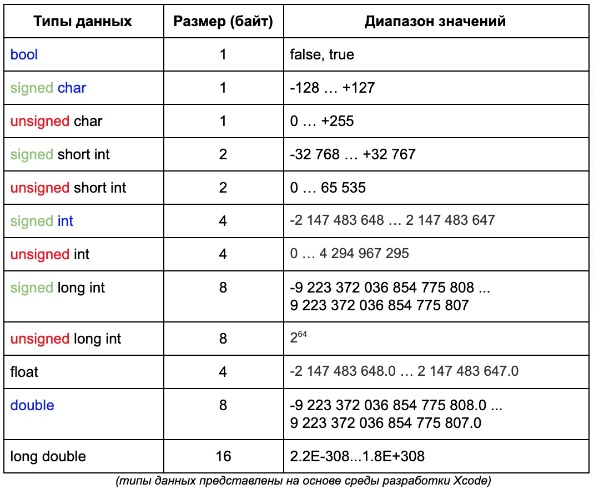 Типы данных Размер (байт) Диапазон значений
bool 1 false, true
signed char 1 -128 … +127
unsigned char 1 0 … +255
signed short int 2 -32 768 … +32 767
unsigned short int 2 0 … 65 535
signed int 4 -2 147 483 648 … 2 147 483 647
unsigned int 4 0 … 4 294 967 295
signed long int 8 -9 223 372 036 854 775 808 ...
9 223 372 036 854 775 807
unsigned long int 8 2⁶⁴
float 4 -2 147 483 648.0 … 2 147 483 647.0
double 8 -9 223 372 036 854 775 808.0 ...
9 223 372 036 854 775 807.0
long double 16 2.2E-308...1.8E+308
(типы данных представлены на основе среды разработки Xcode)